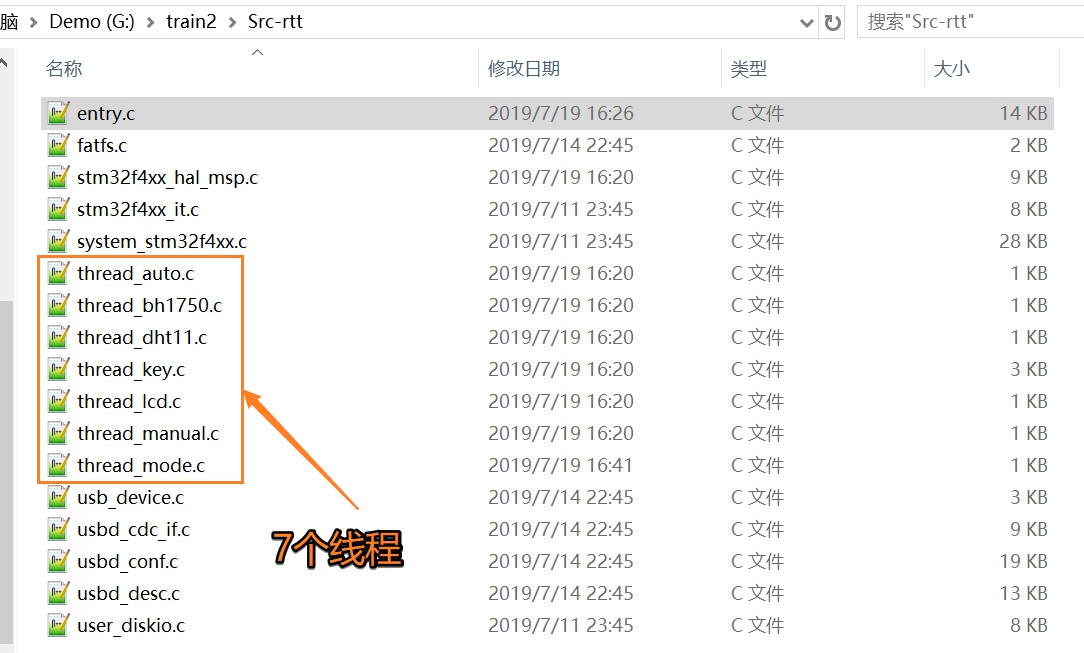 脑 > Demo (G:) > train2 > Src-rtt
搜索"Src-rtt"
名称 修改日期 类型 大小
entry.c 2019/7/19 16:26 C 文件 14 KB
fatfs.c 2019/7/14 22:45 C 文件 2 KB
stm32f4xx_hal_msp.c 2019/7/19 16:20 C 文件 9 KB
stm32f4xx_it.c 2019/7/11 23:45 C 文件 8 KB
system_stm32f4xx.c 2019/7/11 23:45 C 文件 28 KB
thread_auto.c 2019/7/19 16:20 C 文件 1 KB
thread_bh1750.c 2019/7/19 16:20 C 文件 1 KB
thread_dht11.c 2019/7/19 16:20 C 文件 1 KB
thread_key.c 2019/7/19 16:20 C 文件 3 KB
thread_lcd.c 2019/7/19 16:20 C 文件 1 KB
thread_manual.c 2019/7/19 16:20 C 文件 1 KB
thread_mode.c 2019/7/19 16:41 C 文件 1 KB
usb_device.c 2019/7/14 22:45 C 文件 3 KB
usbd_cdc_if.c 2019/7/14 22:45 C 文件 9 KB
usbd_conf.c 2019/7/14 22:45 C 文件 19 KB
usbd_desc.c 2019/7/14 22:45 C 文件 13 KB
user_diskio.c 2019/7/11 23:45 C 文件 8 KB
7个线程